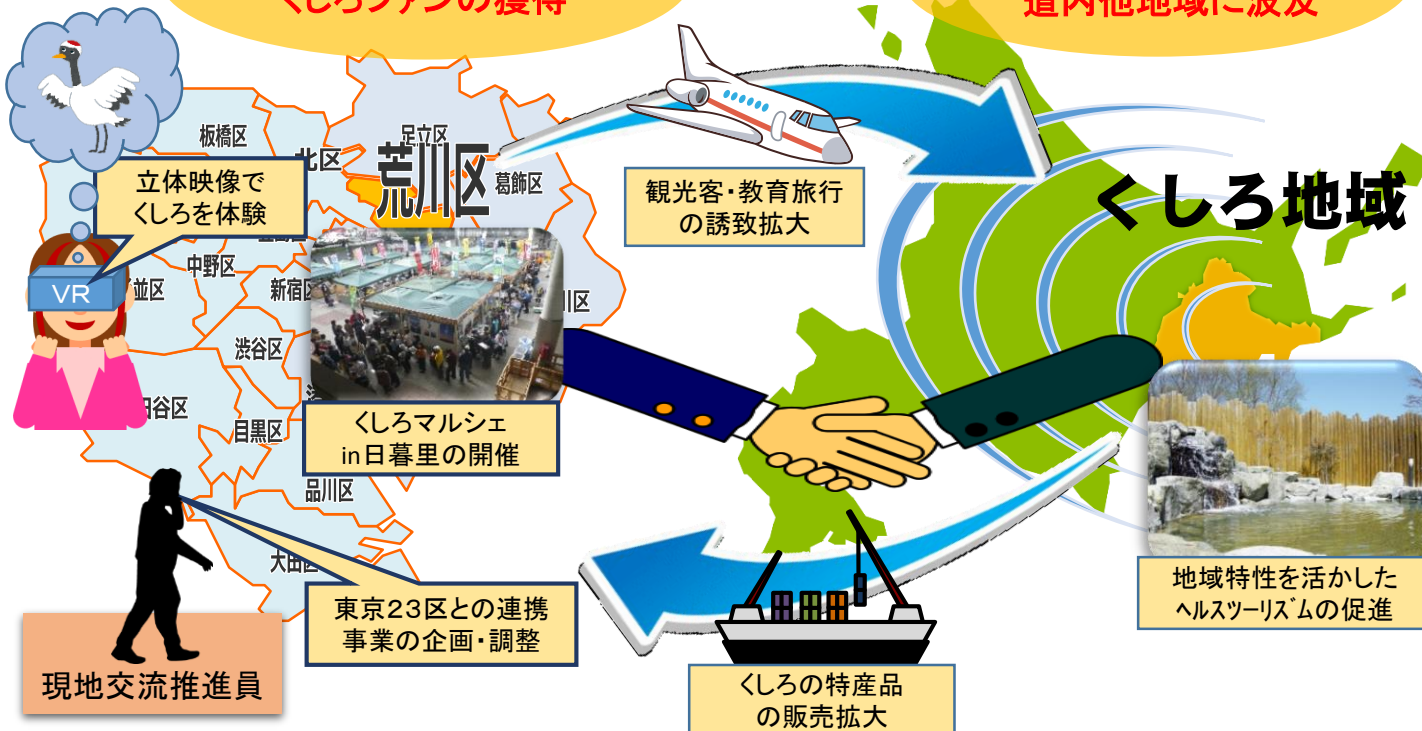 くしろファンの獲得
道内他地域に波及
板橋区
北区
足立区
荒川区
葛飾区
立体映像で
くしろを体験
観光客・教育旅行
の誘致拡大
くしろ地域
中野区
新宿区
VR
並区
川区
渋谷区
田谷区
目黒区
くしろマルシェ
in日暮里の開催
品川区
大田区
東京23区との連携
事業の企画・調整
地域特性を活かした
ヘルスツーリズムの促進
現地交流推進員
くしろの特産品
の販売拡大